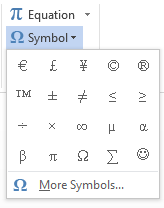 π Equation
Ω Symbol
€ £ ¥ © ®
™ ± ≠ ≤ ≥
÷ × ∞ µ α
β π Ω ∑ ☺
Ω More Symbols...